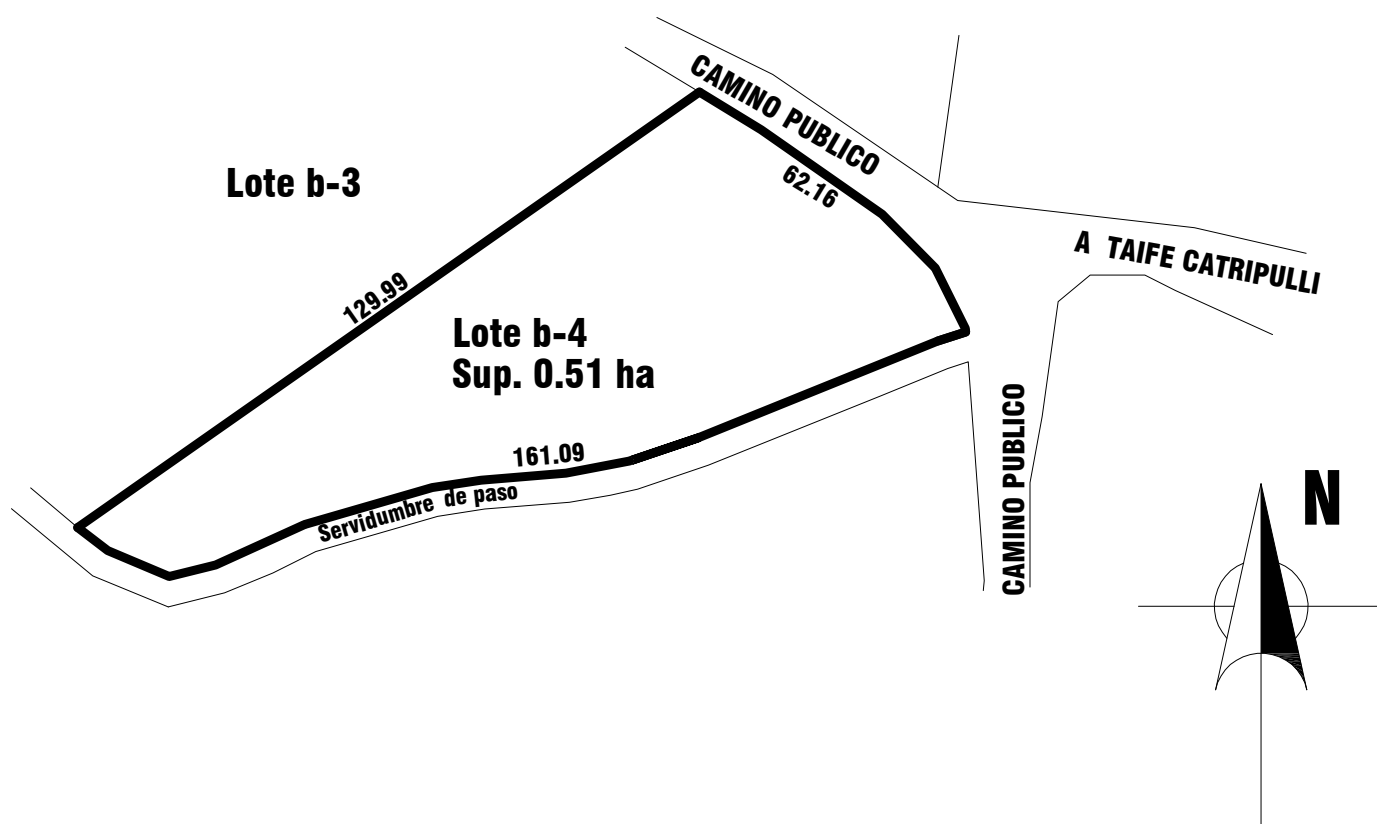 CAMINO PUBLICO
62.16
Lote b-3
A TAIFE CATRIPULLI
129.99
Lote b-4
Sup. 0.51 ha
161.09
Servidumbre de paso
CAMINO PUBLICO
N